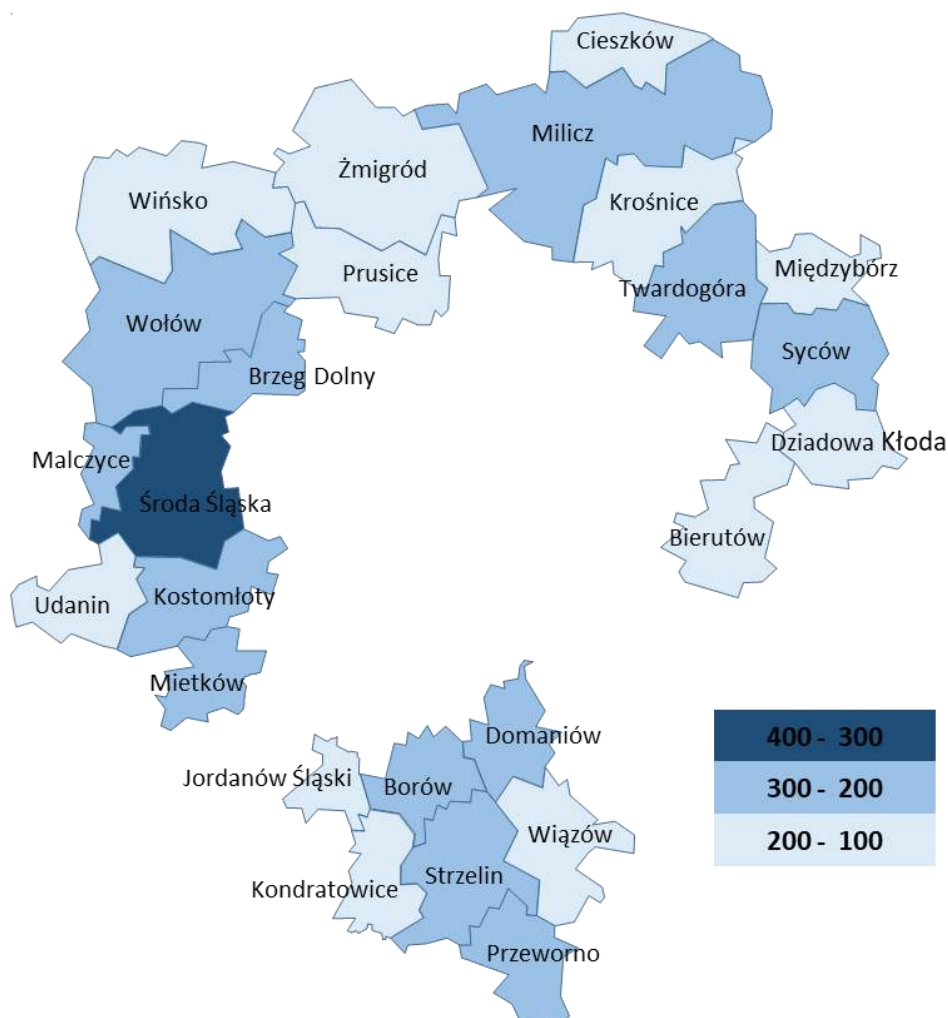 Cieszków
Milicz
Żmigród
Krośnice
Wińsko
Prusice
Międzybórz
Twardogóra
Wołów
Syców
Brzeg Dolny
Dziadowa Kłoda
Malczyce
Środa Śląska
Bierutów
Udanin
Kostomłoty
Mietków
Domaniów
Jordanów Śląski
Borów
Wiązów
Strzelin
Kondratowice
Przeworno
400 - 300
300 - 200
200 - 100